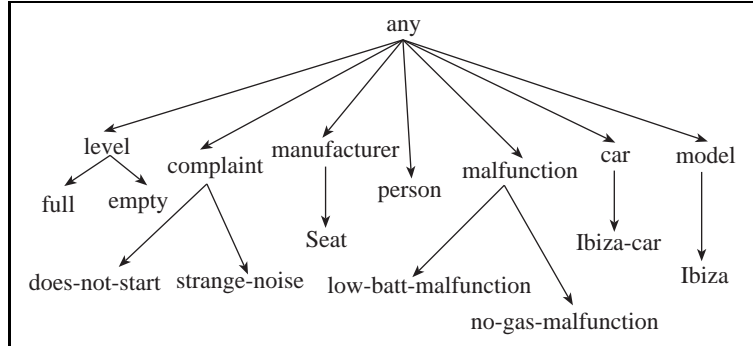 any
level
complaint
manufacturer
person
malfunction
car
model
full
empty
Seat
Ibiza-car
Ibiza
does-not-start
strange-noise
low-batt-malfunction
no-gas-malfunction